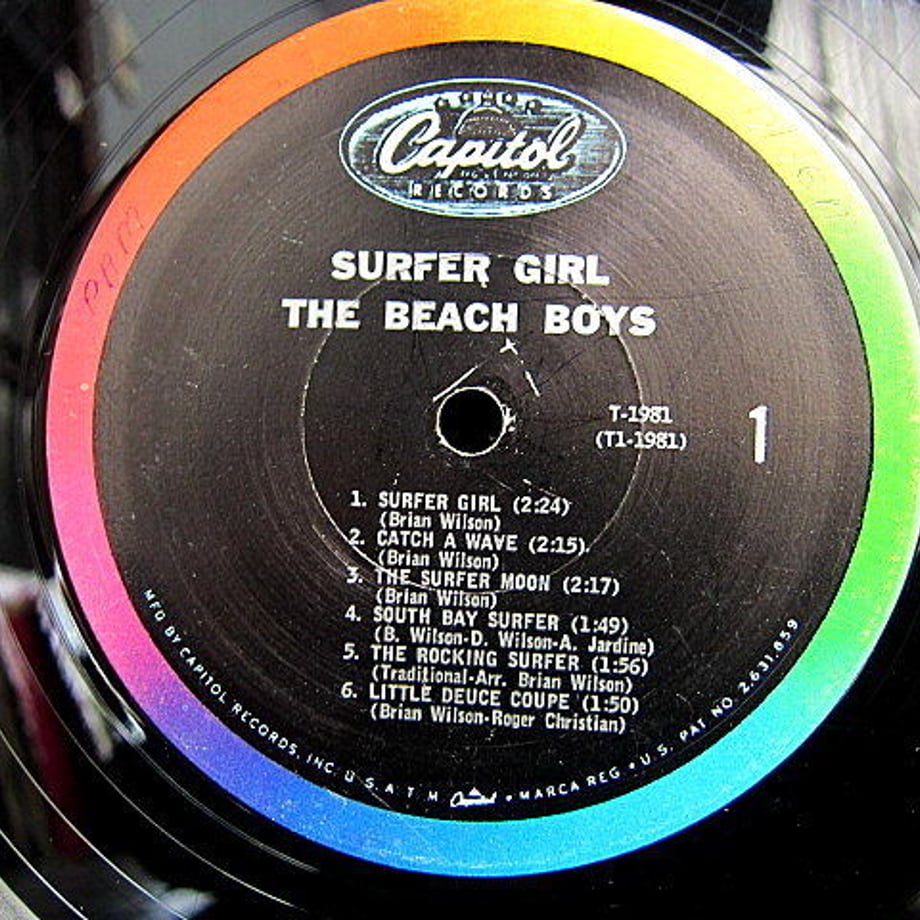 Capitol
RECORDS
SURFER GIRL
THE BEACH BOYS
T-1981
(T1-1981)
1
1. SURFER GIRL (2:24)
(Brian Wilson)
2. CATCH A WAVE (2:15).
(Brian Wilson)
3. THE SURFER MOON (2:17)
(Brian Wilson)
4. SOUTH BAY SURFER (1:49)
(B. Wilson-D. Wilson-A. Jardine)
5. THE ROCKING SURFER (1:56)
(Traditional-Arr. Brian Wilson)
6. LITTLE DEUCE COUPE (1:50)
(Brian Wilson-Roger Christian)
MFD BY CAPITOL RECORDS, INC. U.S.A. T M Capitol • MARCA REG • U.S. PAT NO. 2,631,859